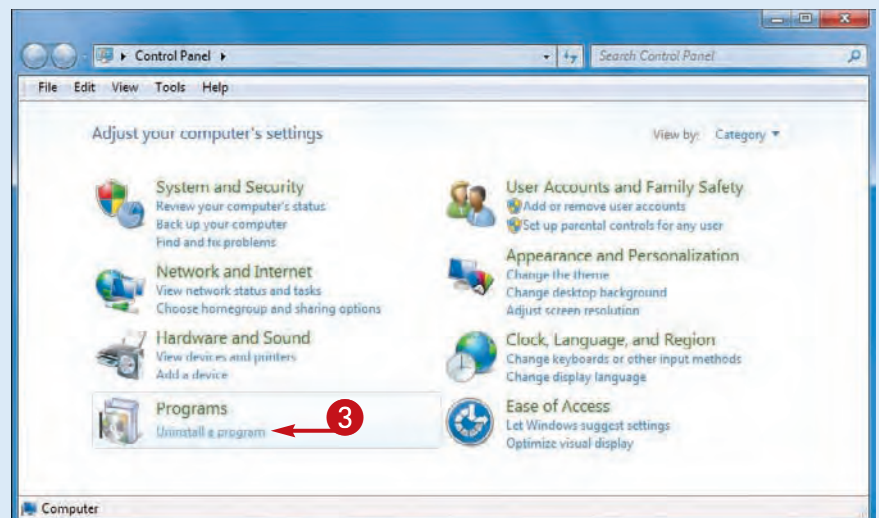 Control Panel
Search Control Panel
File Edit View Tools Help
Adjust your computer's settings
View by: Category
System and Security
Review your computer's status
Back up your computer
Find and fix problems
Network and Internet
View network status and tasks
Choose homegroup and sharing options
Hardware and Sound
View devices and printers
Add a device
Programs
Uninstall a program
3
User Accounts and Family Safety
Add or remove user accounts
Set up parental controls for any user
Appearance and Personalization
Change the theme
Change desktop background
Adjust screen resolution
Clock, Language, and Region
Change keyboards or other input methods
Change display language
Ease of Access
Let Windows suggest settings
Optimize visual display
Computer